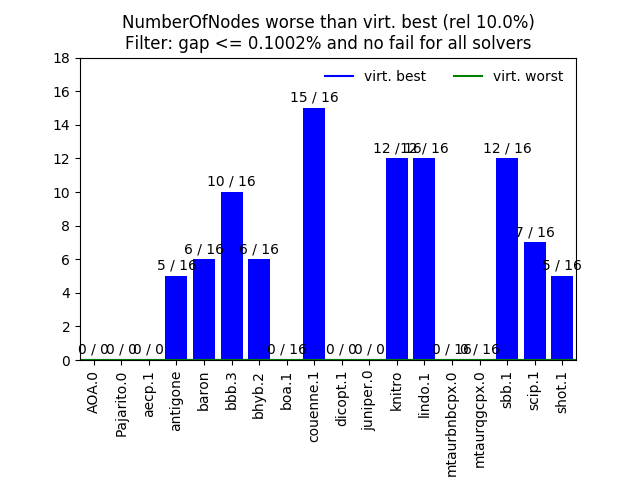 NumberOfNodes worse than virt. best (rel 10.0%)
Filter: gap <= 0.1002% and no fail for all solvers
virt. best
virt. worst
18
16
14
12
10
8
6
4
2
0
0 / 0
0 / 0
0 / 0
5 / 16
6 / 16
10 / 16
6 / 16
0 / 16
15 / 16
0 / 0
0 / 0
12 / 12
12 / 16
0 / 16
0 / 16
12 / 16
7 / 16
5 / 16
AOA.0
Pajarito.0
aecp.1
antigone
baron
bbb.3
bhyb.2
boa.1
couenne.1
dicopt.1
juniper.0
knitro
lindo.1
mtaurbnbcpx.0
mtaurqgcpx.0
sbb.1
scip.1
shot.1